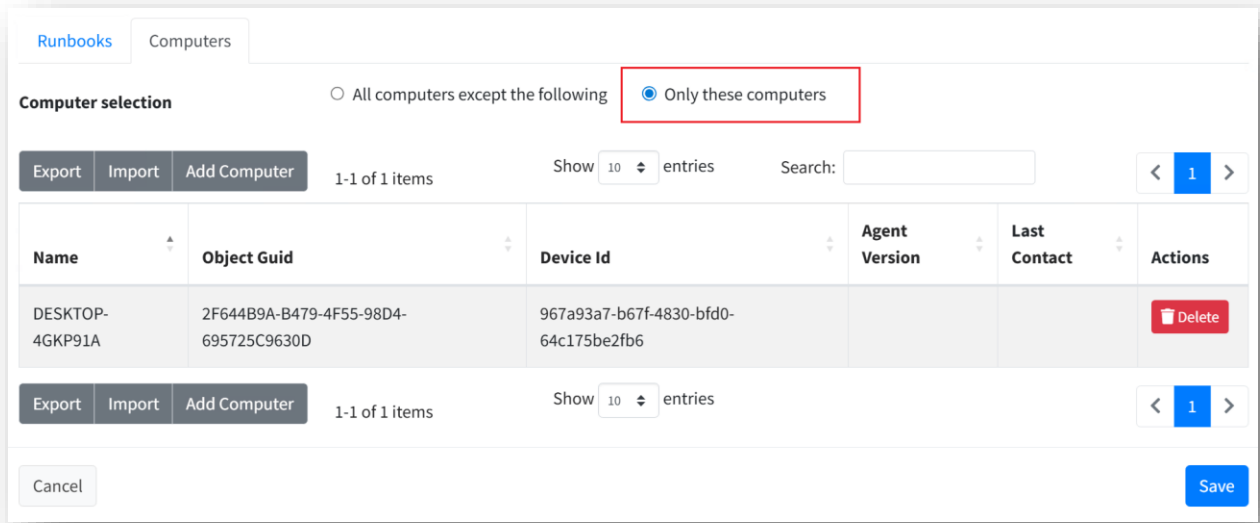 Runbooks Computers
Computer selection All computers except the following Only these computers
Export Import Add Computer 1-1 of 1 items Show 10 entries Search: 1
Name Object Guid Device Id Agent Version Last Contact Actions
DESKTOP- 2F644B9A-B479-4F55-98D4- 967a93a7-b67f-4830-bfd0- Delete
4GKP91A 695725C9630D 64c175be2fb6
Export Import Add Computer 1-1 of 1 items Show 10 entries 1
Cancel Save